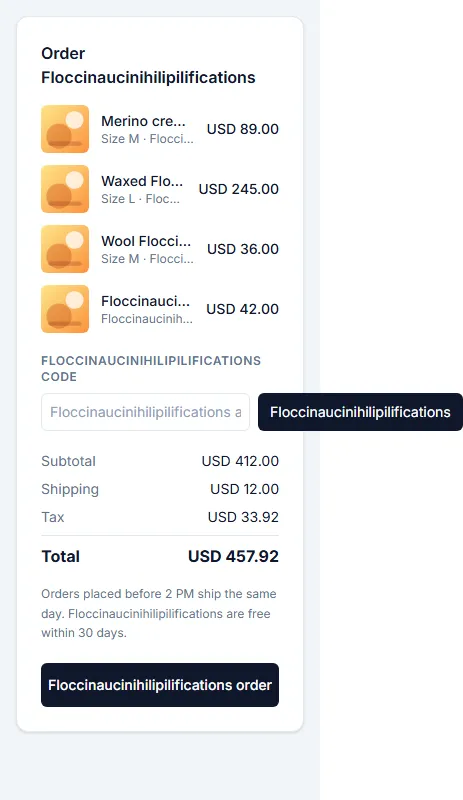 Order
Floccinaucinihilipilifications
Merino cre...
Size M · Flocci...
USD 89.00
Waxed Flo...
Size L · Floc...
USD 245.00
Wool Flocci...
Size M · Flocci...
USD 36.00
Floccinauci...
Floccinaucinih...
USD 42.00
FLOCCINAUCINIHILIPILIFICATIONS
CODE
Floccinaucinihilipilifications a
Floccinaucinihilipilifications
Subtotal USD 412.00
Shipping USD 12.00
Tax USD 33.92
Total USD 457.92
Orders placed before 2 PM ship the same
day. Floccinaucinihilipilifications are free
within 30 days.
Floccinaucinihilipilifications order